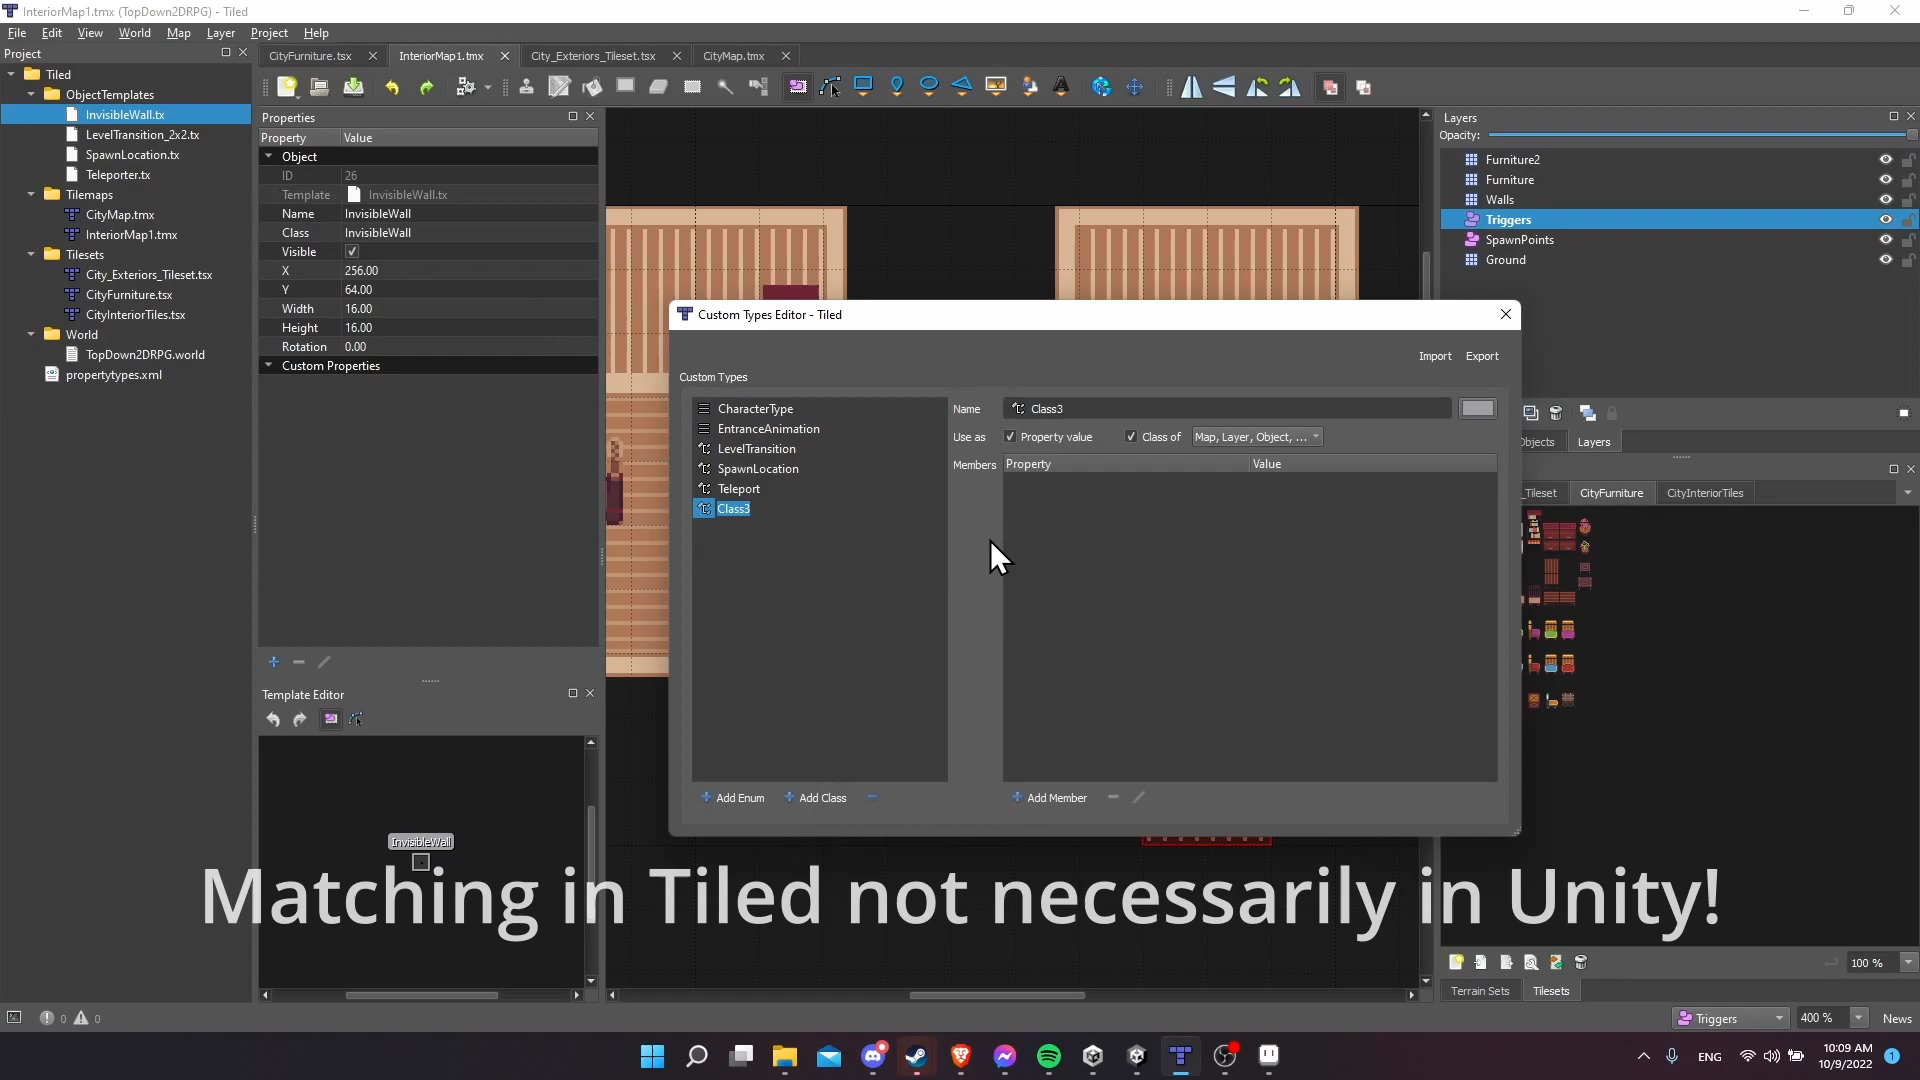 InteriorMap1.tmx (TopDown2DRPG) - Tiled
File Edit View World Map Layer Project Help
Project
Tiled
ObjectTemplates
InvisibleWall.tx
LevelTransition_2x2.tx
SpawnLocation.tx
Teleporter.tx
Tilemaps
CityMap.tmx
InteriorMap1.tmx
Tilesets
City_Exteriors_Tileset.tsx
CityFurniture.tsx
CityInteriorTiles.tsx
World
TopDown2DRPG.world
propertytypes.xml
CityFurniture.tsx InteriorMap1.tmx City_Exteriors_Tileset.tsx CityMap.tmx
Properties
Property Value
Object
ID 26
Template InvisibleWall.tx
Name InvisibleWall
Class InvisibleWall
Visible
X 256.00
Y 64.00
Width 16.00
Height 16.00
Rotation 0.00
Custom Properties
Template Editor
InvisibleWall
Custom Types Editor - Tiled
Import Export
Custom Types
CharacterType
EntranceAnimation
LevelTransition
SpawnLocation
Teleport
Class3
Name Class3
Use as Property value Class of Map, Layer, Object, ...
Members Property Value
Add Enum Add Class Add Member
Layers
Opacity:
Furniture2
Furniture
Walls
Triggers
SpawnPoints
Ground
Objects Layers
_Tileset CityFurniture CityInteriorTiles
100 %
Terrain Sets Tilesets
Matching in Tiled not necessarily in Unity!
0 0
Triggers 400 % News
ENG 10:09 AM
10/9/2022 1